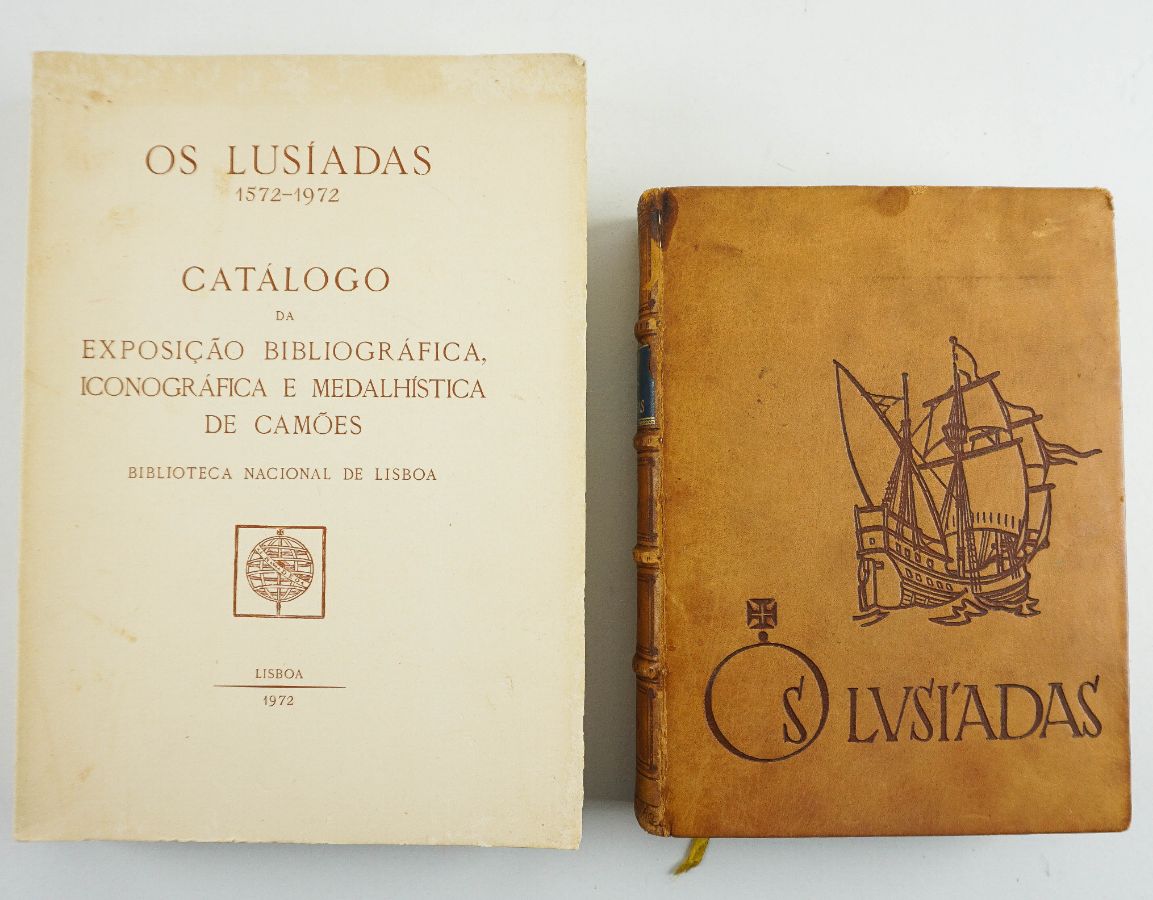 OS LUSÍADAS
1572-1972
CATÁLOGO
DA
EXPOSIÇÃO BIBLIOGRÁFICA,
ICONOGRÁFICA E MEDALHÍSTICA
DE CAMÕES
BIBLIOTECA NACIONAL DE LISBOA
LISBOA
1972
OS LVSÍADAS